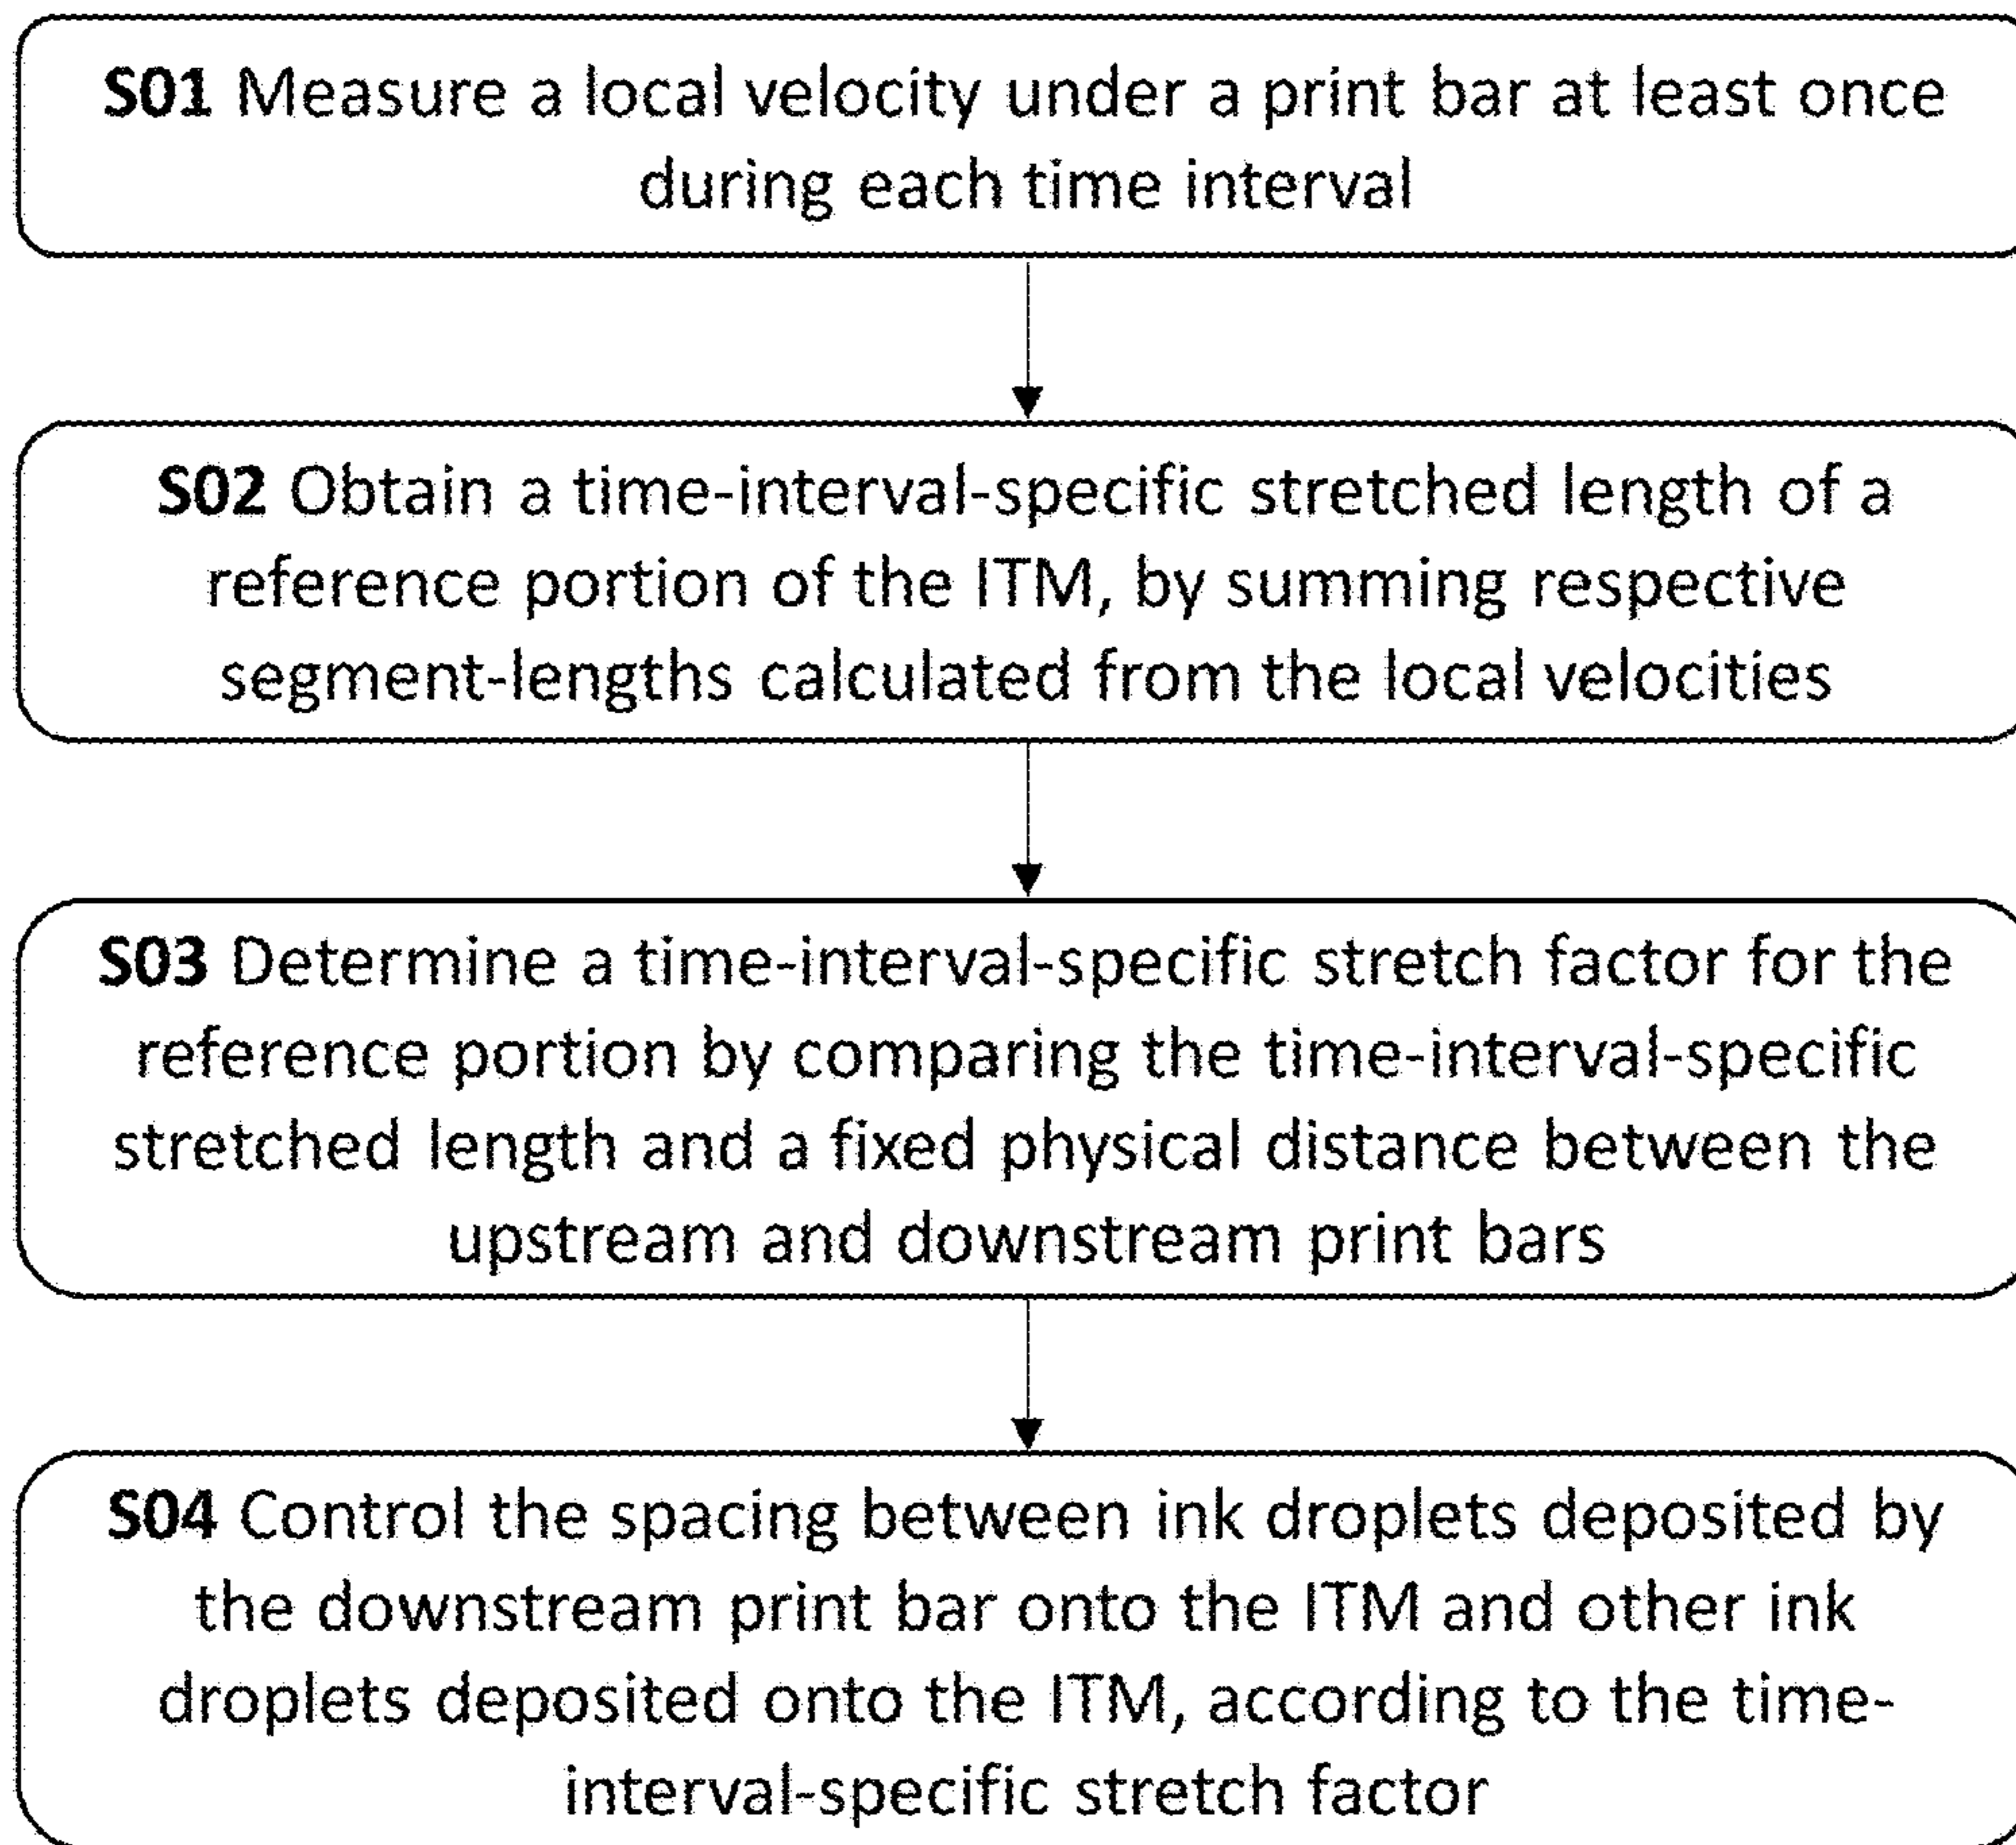 S01 Measure a local velocity under a print bar at least once
during each time interval
S02 Obtain a time-interval-specific stretched length of a
reference portion of the ITM, by summing respective
segment-lengths calculated from the local velocities
S03 Determine a time-interval-specific stretch factor for the
reference portion by comparing the time-interval-specific
stretched length and a fixed physical distance between the
upstream and downstream print bars
S04 Control the spacing between ink droplets deposited by
the downstream print bar onto the ITM and other ink
droplets deposited onto the ITM, according to the time-
interval-specific stretch factor